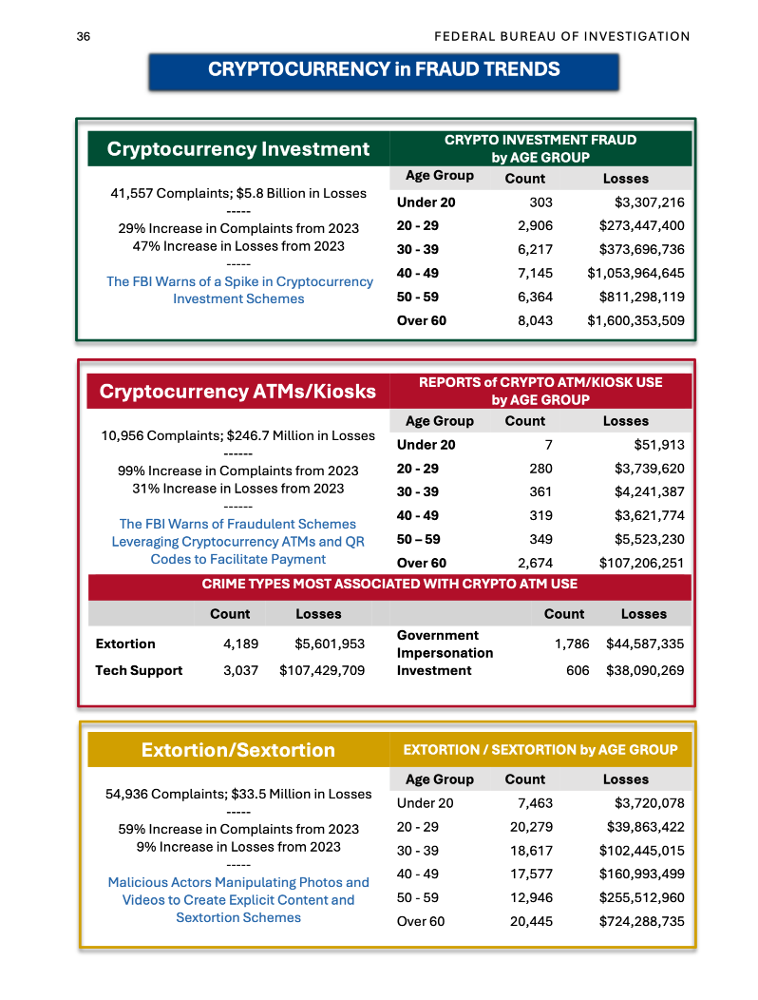 36
FEDERAL BUREAU OF INVESTIGATION
CRYPTOCURRENCY in FRAUD TRENDS
Cryptocurrency Investment
41,557 Complaints; $5.8 Billion in Losses
-----
29% Increase in Complaints from 2023
47% Increase in Losses from 2023
-----
The FBI Warns of a Spike in Cryptocurrency
Investment Schemes
CRYPTO INVESTMENT FRAUD
by AGE GROUP
Age Group Count Losses
Under 20 303 $3,307,216
20 - 29 2,906 $273,447,400
30 - 39 6,217 $373,696,736
40 - 49 7,145 $1,053,964,645
50 - 59 6,364 $811,298,119
Over 60 8,043 $1,600,353,509
Cryptocurrency ATMs/Kiosks
10,956 Complaints; $246.7 Million in Losses
------
99% Increase in Complaints from 2023
31% Increase in Losses from 2023
------
The FBI Warns of Fraudulent Schemes
Leveraging Cryptocurrency ATMs and QR
Codes to Facilitate Payment
REPORTS of CRYPTO ATM/KIOSK USE
by AGE GROUP
Age Group Count Losses
Under 20 7 $51,913
20 - 29 280 $3,739,620
30 - 39 361 $4,241,387
40 - 49 319 $3,621,774
50 – 59 349 $5,523,230
Over 60 2,674 $107,206,251
CRIME TYPES MOST ASSOCIATED WITH CRYPTO ATM USE
Count Losses Count Losses
Extortion 4,189 $5,601,953
Government
Impersonation 1,786 $44,587,335
Tech Support 3,037 $107,429,709
Investment 606 $38,090,269
Extortion/Sextortion
54,936 Complaints; $33.5 Million in Losses
-----
59% Increase in Complaints from 2023
9% Increase in Losses from 2023
-----
Malicious Actors Manipulating Photos and
Videos to Create Explicit Content and
Sextortion Schemes
EXTORTION / SEXTORTION by AGE GROUP
Age Group Count Losses
Under 20 7,463 $3,720,078
20 - 29 20,279 $39,863,422
30 - 39 18,617 $102,445,015
40 - 49 17,577 $160,993,499
50 - 59 12,946 $255,512,960
Over 60 20,445 $724,288,735